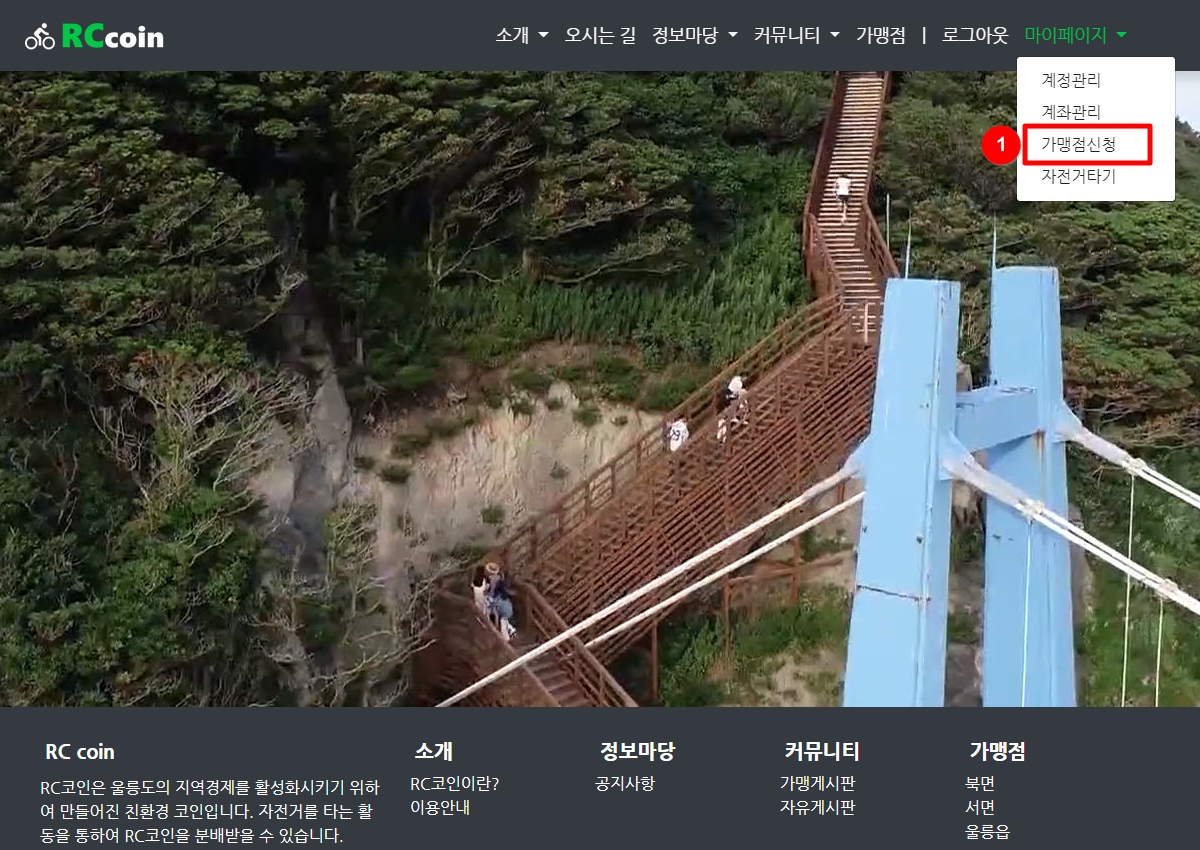 RCcoin
소개 오시는 길 정보마당 커뮤니티 가맹점 | 로그아웃 마이페이지
계정관리
계좌관리
1 가맹점신청
자전거타기
29
RC coin
RC코인은 울릉도의 지역경제를 활성화시키기 위하
여 만들어진 친환경 코인입니다. 자전거를 타는 활
동을 통하여 RC코인을 분배받을 수 있습니다.
소개
RC코인이란?
이용안내
정보마당
공지사항
커뮤니티
가맹게시판
자유게시판
가맹점
북면
서면
울릉읍